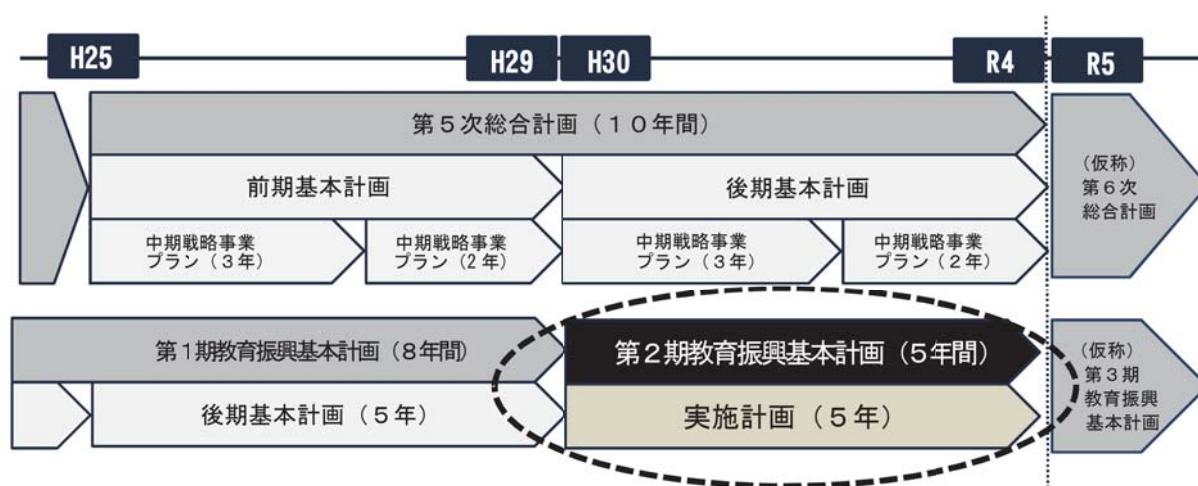 H25
H29
H30
R4
R5
第5次総合計画（10年間）
前期基本計画
後期基本計画
(仮称)
第6次
総合計画
中期戦略事業
プラン（3年）
中期戦略事業
プラン（2年）
中期戦略事業
プラン（3年）
中期戦略事業
プラン（2年）
第1期教育振興基本計画（8年間）
第2期教育振興基本計画（5年間）
(仮称)
第3期
教育振興
基本計画
後期基本計画（5年）
実施計画（5年）